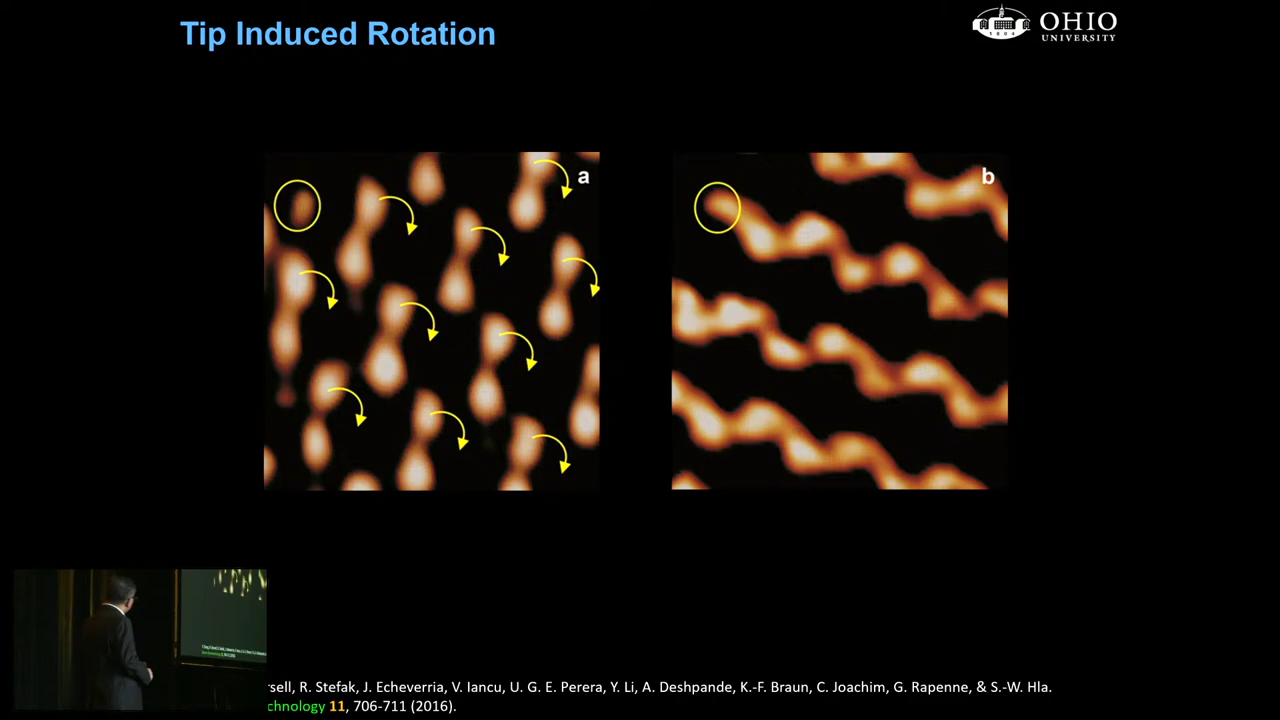 Tip Induced Rotation
OHIO
UNIVERSITY
1804
a
b
rsell, R. Stefak, J. Echeverria, V. Iancu, U. G. E. Perera, Y. Li, A. Deshpande, K.-F. Braun, C. Joachim, G. Rapenne, & S.-W. Hla.
chnology 11, 706-711 (2016).